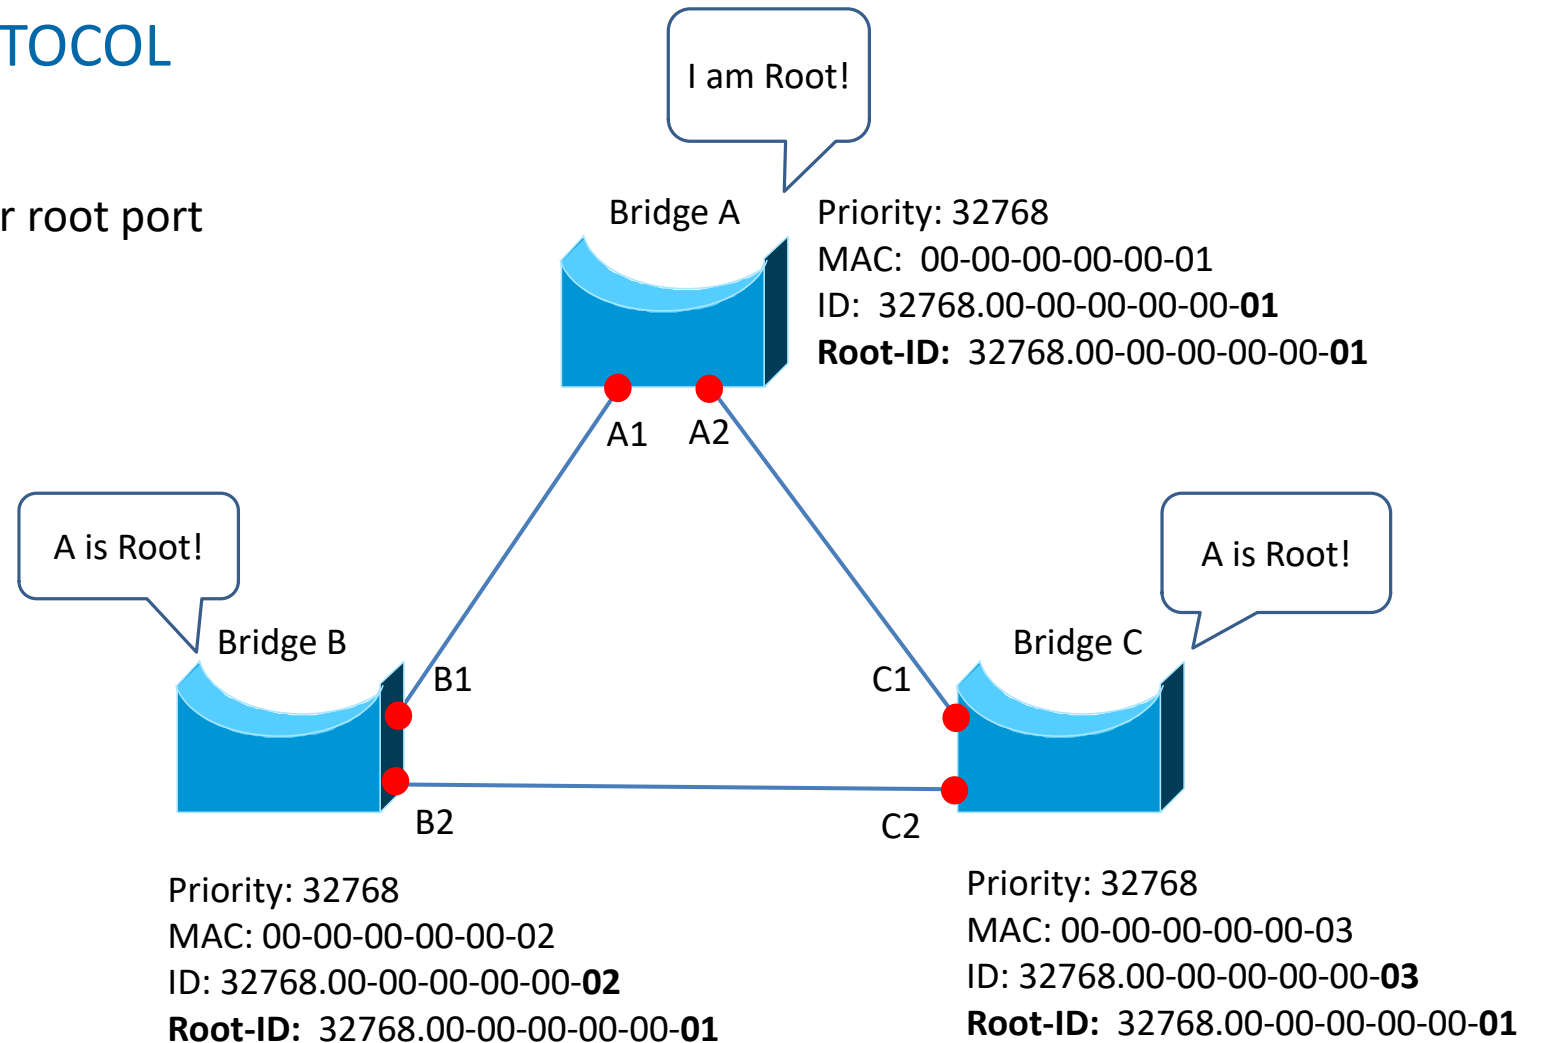 TOCOL
I am Root!
r root port
Bridge A
Priority: 32768
MAC:  00-00-00-00-00-01
ID:  32768.00-00-00-00-00-01
Root-ID:  32768.00-00-00-00-00-01
A1
A2
A is Root!
A is Root!
Bridge B
Bridge C
B1
C1
B2
C2
Priority: 32768
MAC: 00-00-00-00-00-02
ID: 32768.00-00-00-00-00-02
Root-ID:  32768.00-00-00-00-00-01
Priority: 32768
MAC: 00-00-00-00-00-03
ID: 32768.00-00-00-00-00-03
Root-ID:  32768.00-00-00-00-00-01